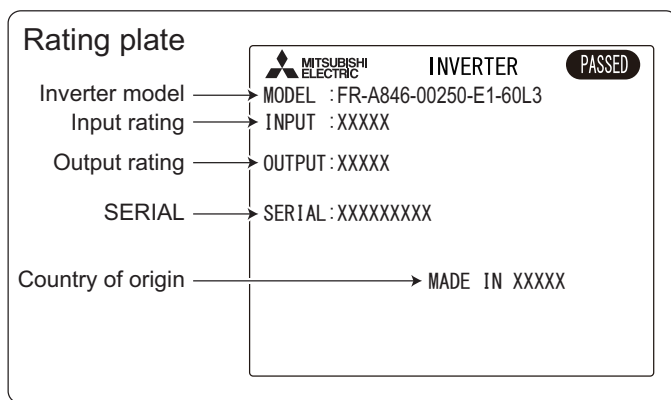 Rating plate
MITSUBISHI
ELECTRIC
INVERTER
PASSED
Inverter model
MODEL :FR-A846-00250-E1-60L3
Input rating
INPUT :XXXXX
Output rating
OUTPUT:XXXXX
SERIAL
SERIAL:XXXXXXXXX
Country of origin
MADE IN XXXXX